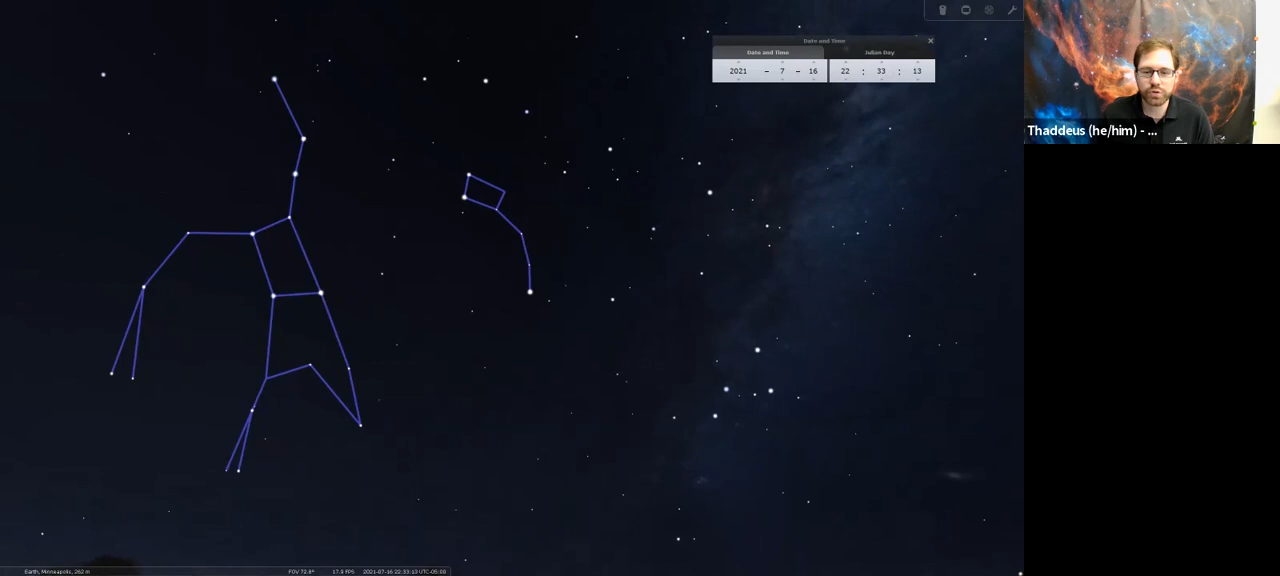 Date and Time
Date and Time
Julian Day
2021 – 7 – 16
22 : 33 : 13
Thaddeus (he/him) - ...
Earth, Minneapolis, 262 m
FOV 72.8°
17.9 FPS
2021-07-16 22:33:13 UTC-05:00